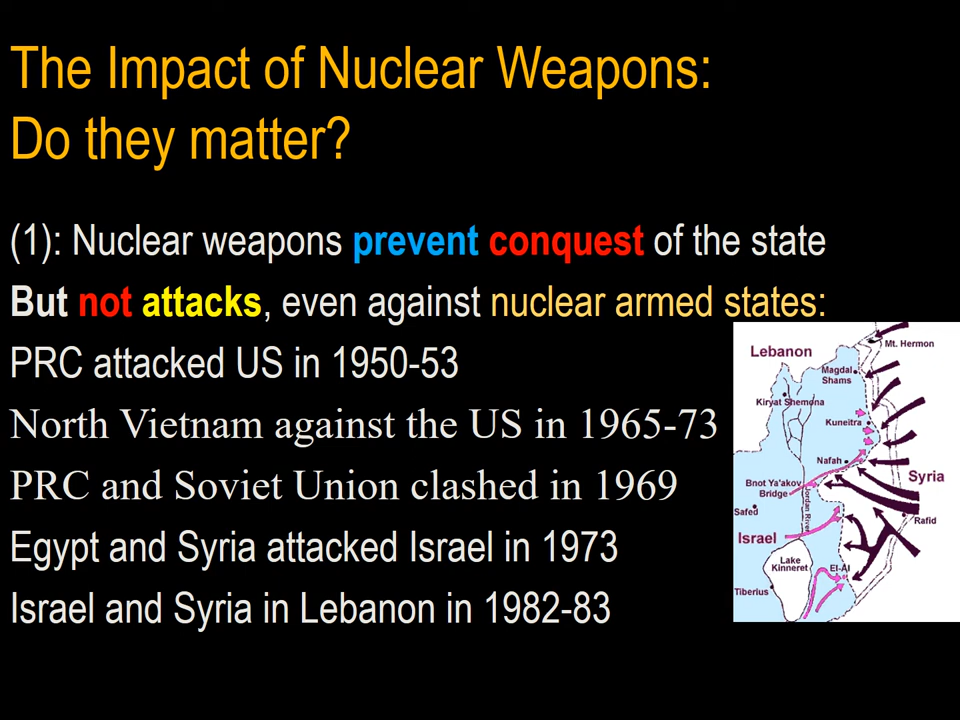 The Impact of Nuclear Weapons:
Do they matter?
(1): Nuclear weapons prevent conquest of the state
But not attacks, even against nuclear armed states:
PRC attacked US in 1950-53
North Vietnam against the US in 1965-73
PRC and Soviet Union clashed in 1969
Egypt and Syria attacked Israel in 1973
Israel and Syria in Lebanon in 1982-83
Mt. Hermon
Lebanon
Magdal
Shams
Kiryat Shemona
Kuneitra
Nafah
Syria
Bnot Ya'akov
Bridge
Jordan River
Safed
Rafid
Israel
Lake
Kinneret
El-Al
Tiberius